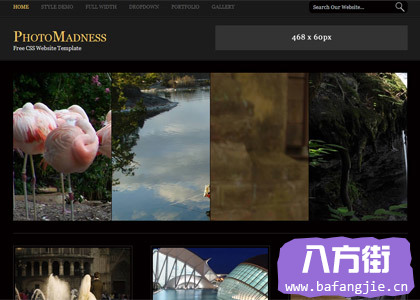 HOME STYLE DEMO FULL WIDTH DROPDOWN PORTFOLIO GALLERY Search Our Website...
PhotoMadness
Free CSS Website Template
468 x 60px
八方街
www.bafangjie.cn